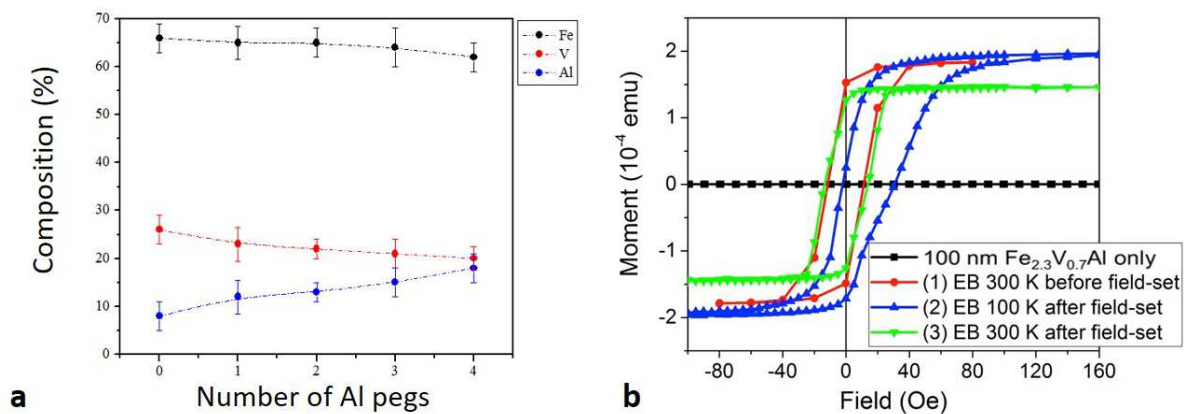 70
60
50
40
30
20
10
0
Composition (%)
0 1 2 3 4
Number of Al pegs
Fe
V
Al
a
2
1
0
-1
-2
Moment (10⁻⁴ emu)
100 nm Fe₂.₃V₀.₇Al only
(1) EB 300 K before field-set
(2) EB 100 K after field-set
(3) EB 300 K after field-set
-80 -40 0 40 80 120 160
Field (Oe)
b